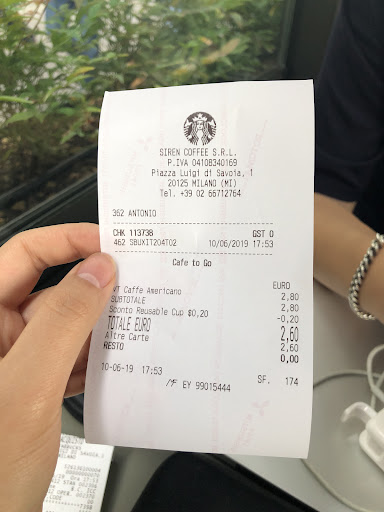 SIREN COFFEE S.R.L.
P.IVA 04108340169
Piazza Luigi di Savoia, 1
20125 MILANO (MI)
Tel. +39 02 66712764
362 ANTONIO
CHK 113738 GST 0
462 SBUXIT204T02 10/06/2019 17:53
Cafe to Go
EURO
VT Caffe Americano 2,80
SUBTOTALE 2,80
Sconto Reusable Cup $0,20 -0,20
TOTALE EURO 2,60
Altre Carte 2,60
RESTO 0,00
10-06-19 17:53 SF. 174
MF EY 99015444